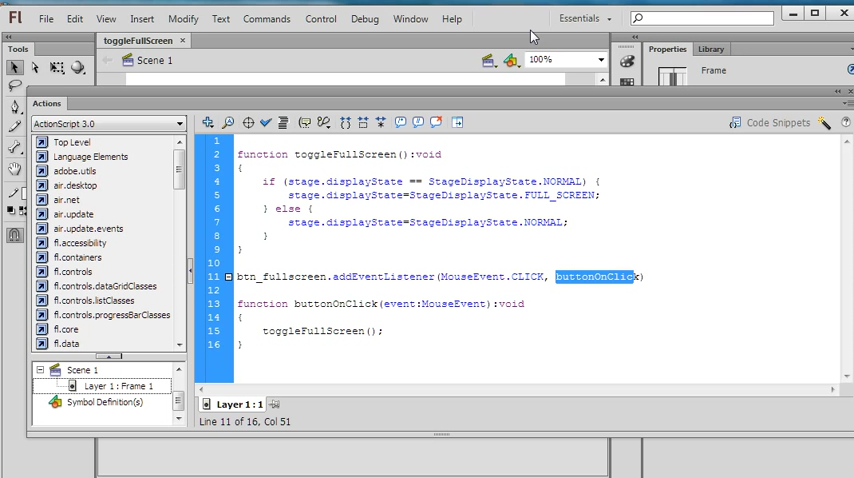 Fl File Edit View Insert Modify Text Commands Control Debug Window Help Essentials
toggleFullScreen ×
Tools
Scene 1
100%
Properties Library
Frame
Actions
ActionScript 3.0
Code Snippets
Top Level
Language Elements
adobe.utils
air.desktop
air.net
air.update
air.update.events
fl.accessibility
fl.containers
fl.controls
fl.controls.dataGridClasses
fl.controls.listClasses
fl.controls.progressBarClasses
fl.core
fl.data
Scene 1
Layer 1 : Frame 1
Symbol Definition(s)
1
2 function toggleFullScreen():void
3 {
4 if (stage.displayState == StageDisplayState.NORMAL) {
5 stage.displayState=StageDisplayState.FULL_SCREEN;
6 } else {
7 stage.displayState=StageDisplayState.NORMAL;
8 }
9 }
10
11 btn_fullscreen.addEventListener(MouseEvent.CLICK, buttonOnClick)
12
13 function buttonOnClick(event:MouseEvent):void
14 {
15 toggleFullScreen();
16 }
Layer 1 : 1
Line 11 of 16, Col 51